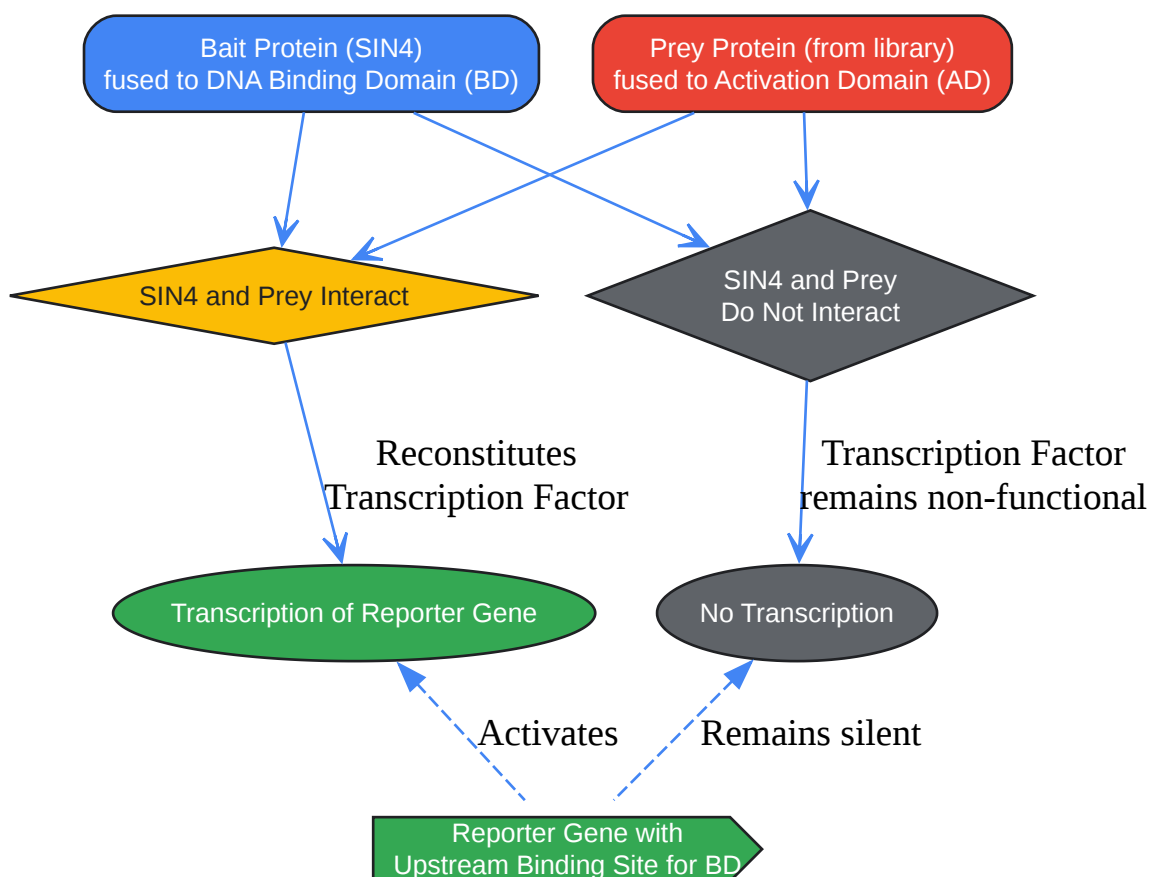 Bait Protein (SIN4)
fused to DNA Binding Domain (BD)
Prey Protein (from library)
fused to Activation Domain (AD)
SIN4 and Prey Interact
SIN4 and Prey
Do Not Interact
Reconstitutes
Transcription Factor
Transcription Factor
remains non-functional
Transcription of Reporter Gene
No Transcription
Activates
Remains silent
Reporter Gene with
Upstream Binding Site for BD